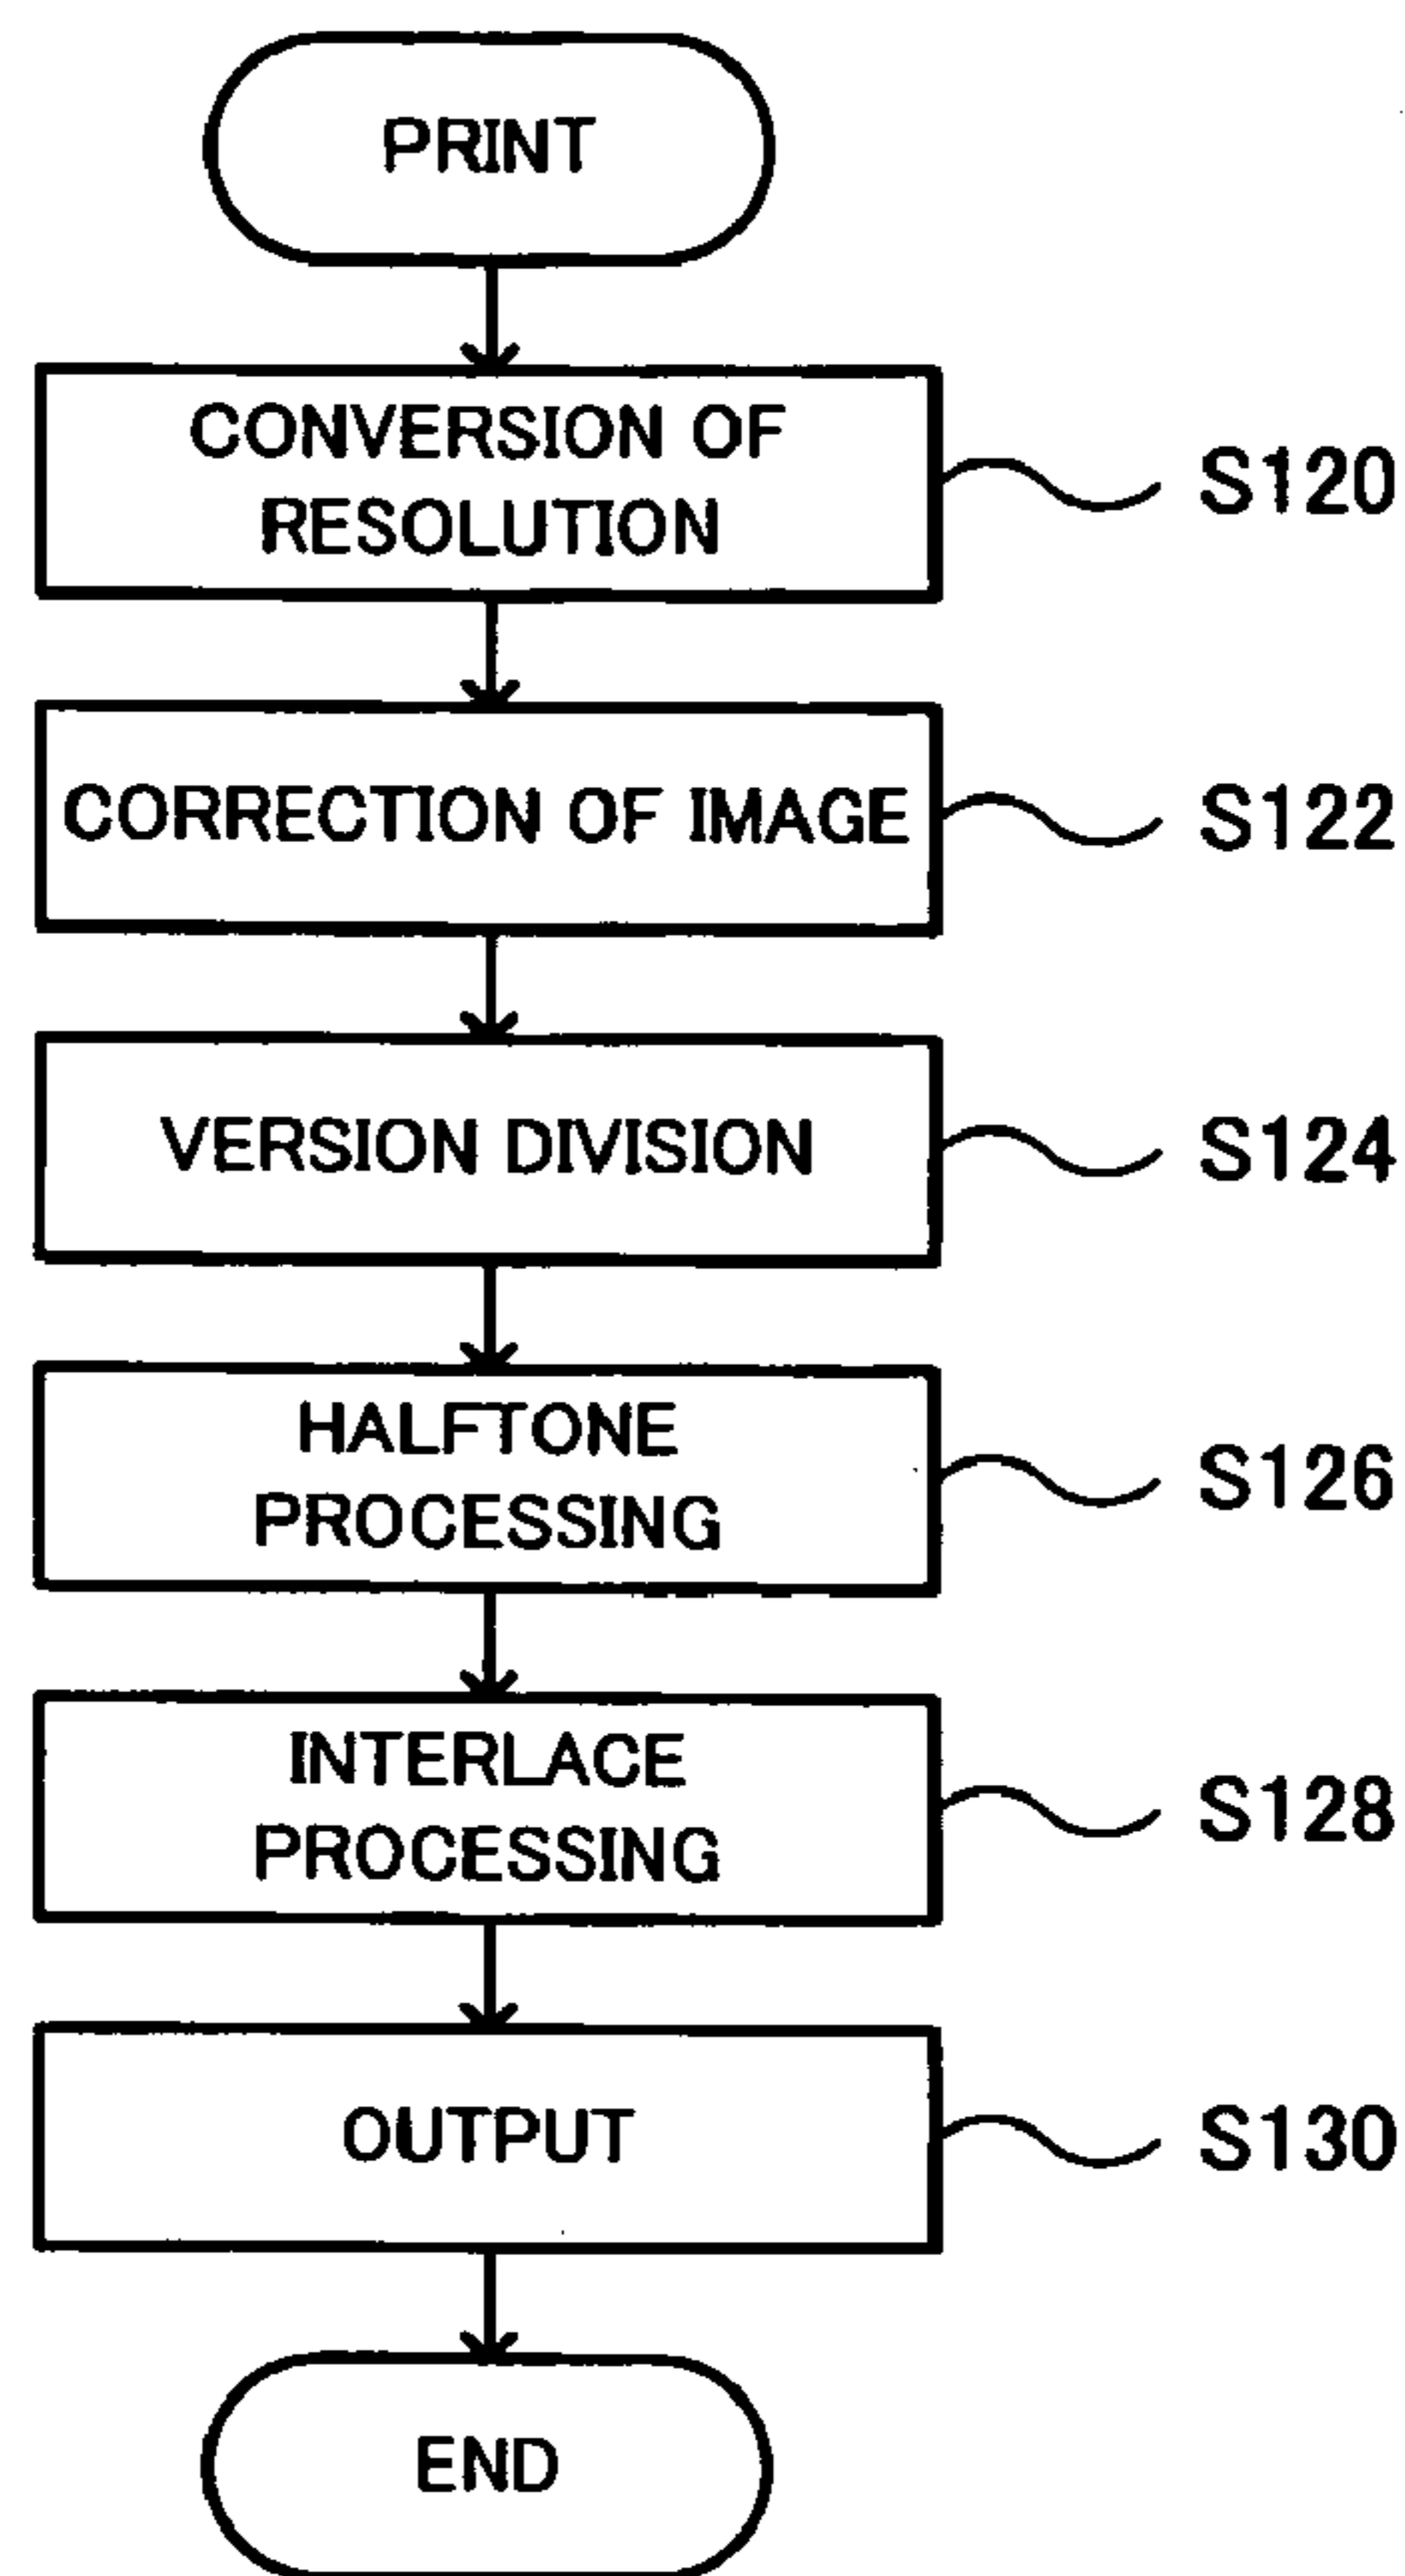 PRINT
CONVERSION OF
RESOLUTION
S120
CORRECTION OF IMAGE
S122
VERSION DIVISION
S124
HALFTONE
PROCESSING
S126
INTERLACE
PROCESSING
S128
OUTPUT
S130
END